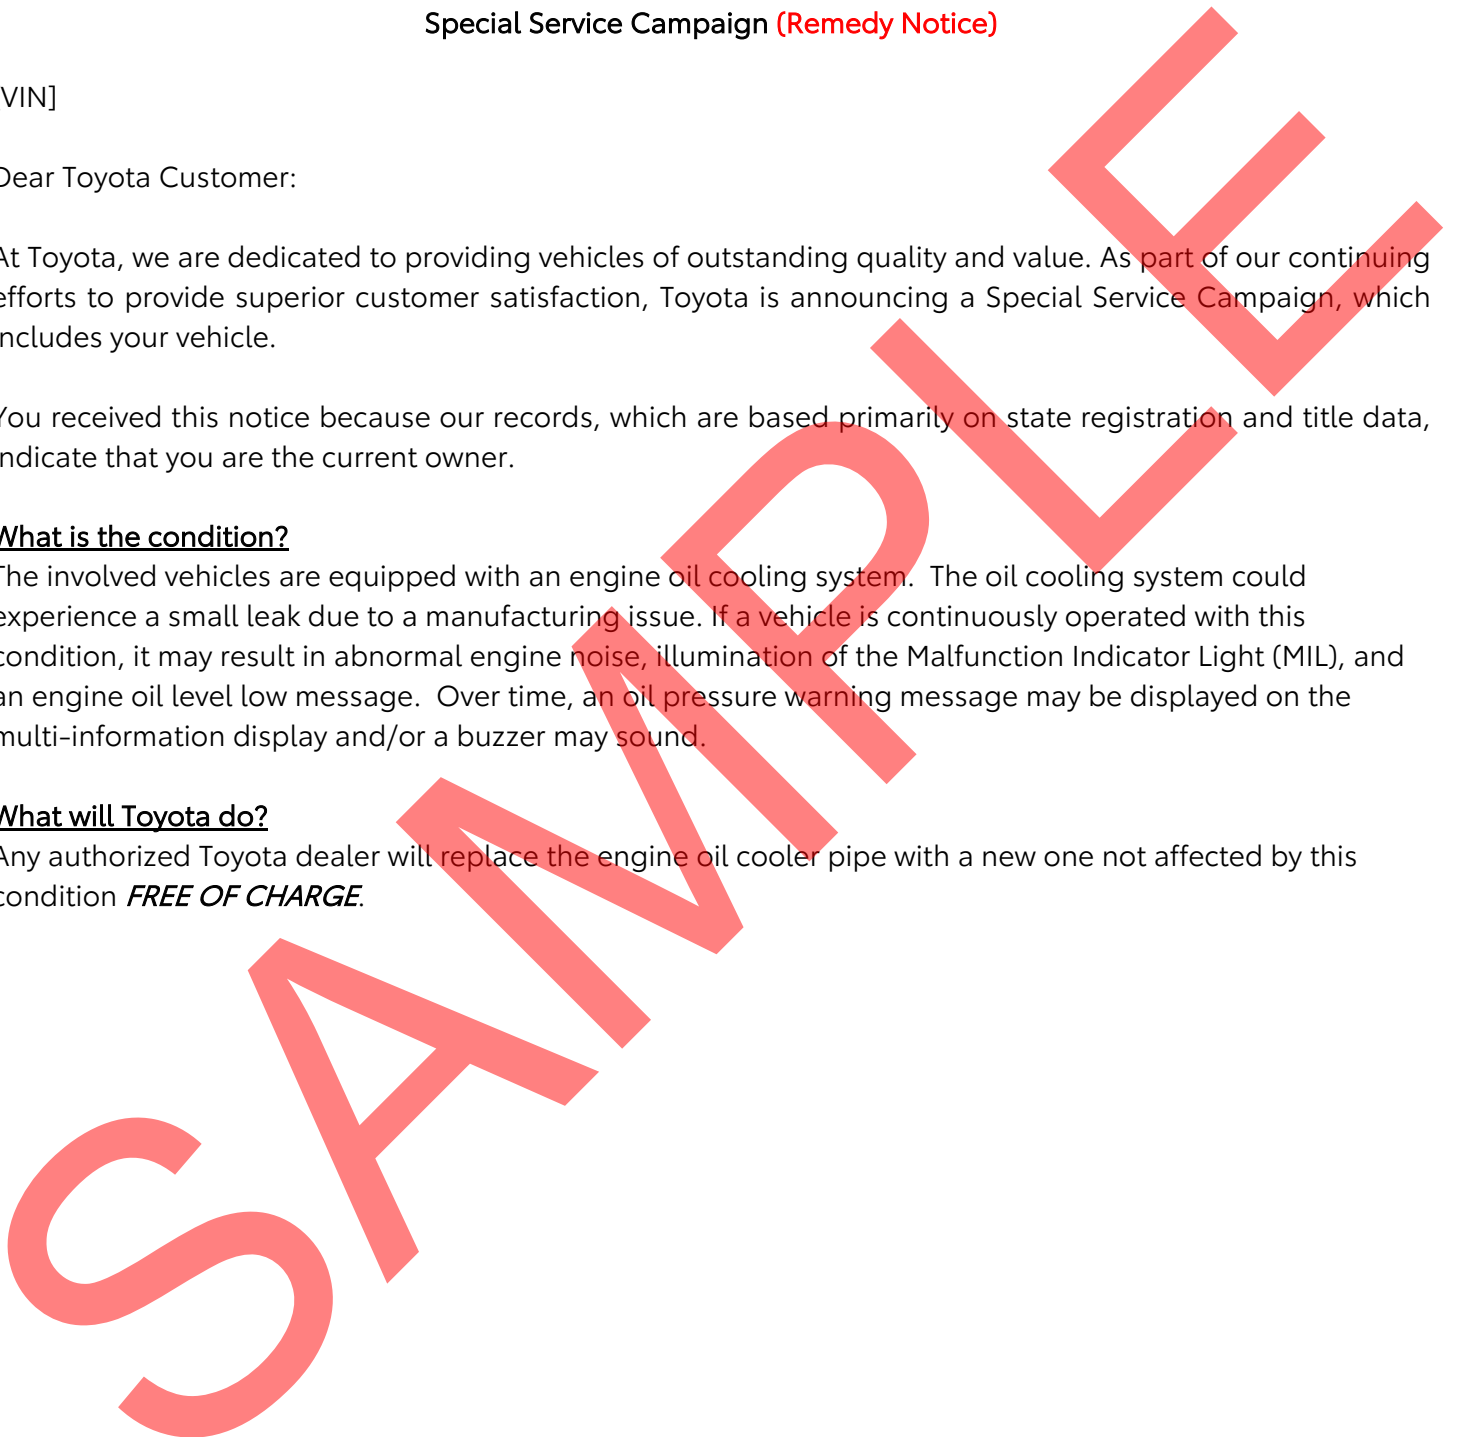 Special Service Campaign (Remedy Notice)
VIN]
Dear Toyota Customer:
At Toyota, we are dedicated to providing vehicles of outstanding quality and value. As part of our continuing
efforts to provide superior customer satisfaction, Toyota is announcing a Special Service Campaign, which
includes your vehicle.
You received this notice because our records, which are based primarily on state registration and title data,
indicate that you are the current owner.
What is the condition?
The involved vehicles are equipped with an engine oil cooling system.  The oil cooling system could
experience a small leak due to a manufacturing issue. If a vehicle is continuously operated with this
condition, it may result in abnormal engine noise, illumination of the Malfunction Indicator Light (MIL), and
an engine oil level low message.  Over time, an oil pressure warning message may be displayed on the
multi-information display and/or a buzzer may sound.
What will Toyota do?
Any authorized Toyota dealer will replace the engine oil cooler pipe with a new one not affected by this
condition FREE OF CHARGE.
SAMPLE